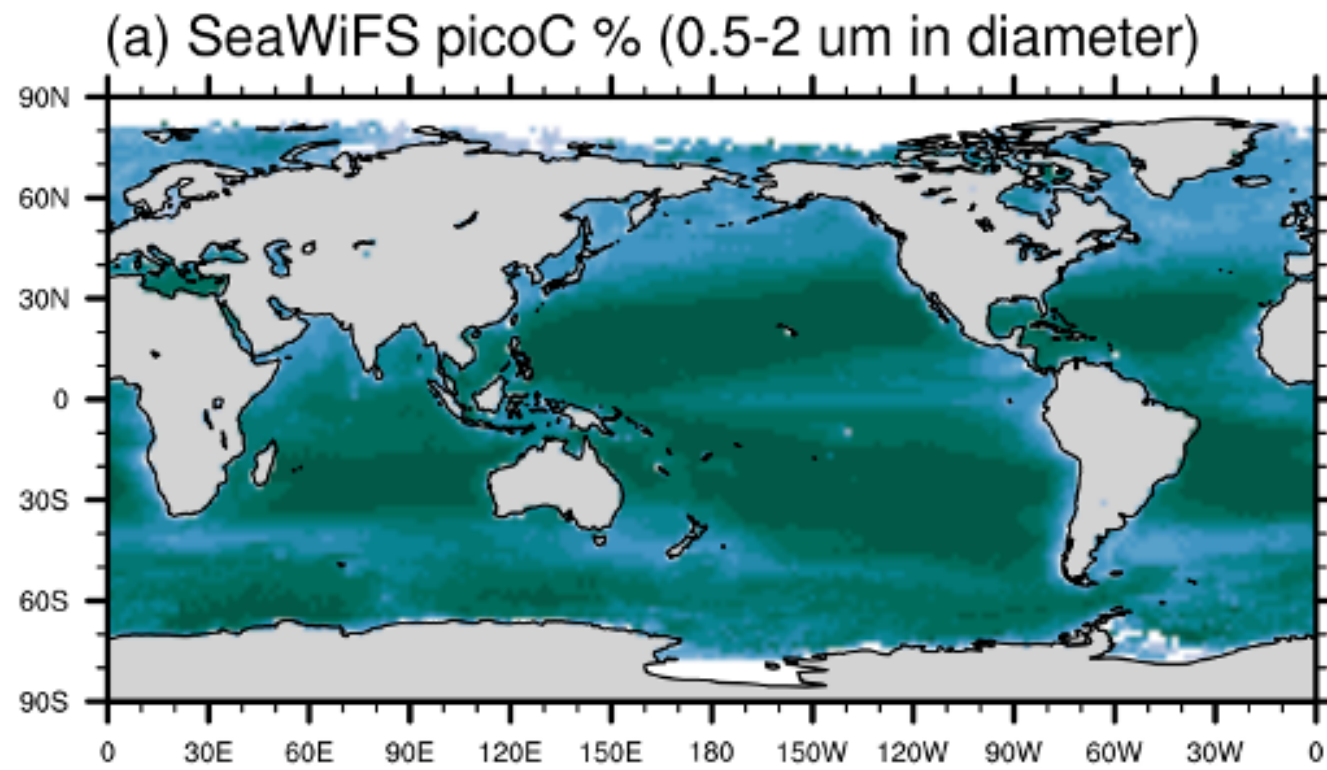 (a) SeaWiFS picoC % (0.5-2 um in diameter)
90N
60N
30N
0
30S
60S
90S
0 30E 60E 90E 120E 150E 180 150W 120W 90W 60W 30W 0